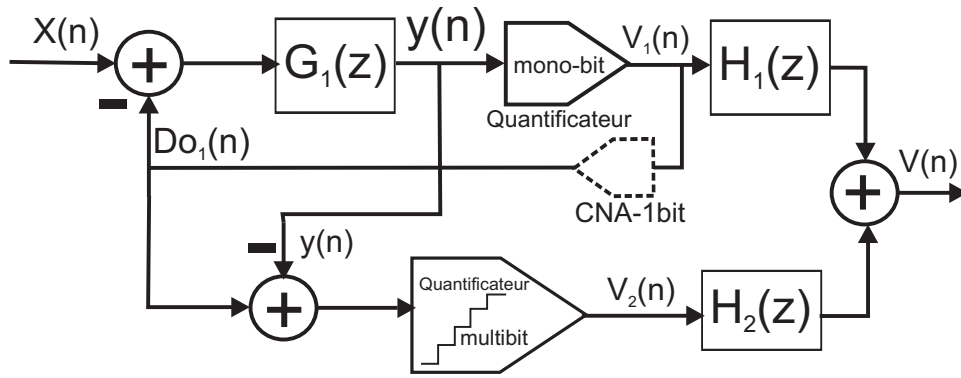 X(n)
+
G₁(z)
y(n)
mono-bit
Quantificateur
V₁(n)
H₁(z)
Do₁(n)
CNA-1bit
+
V(n)
y(n)
+
Quantificateur
multibit
V₂(n)
H₂(z)